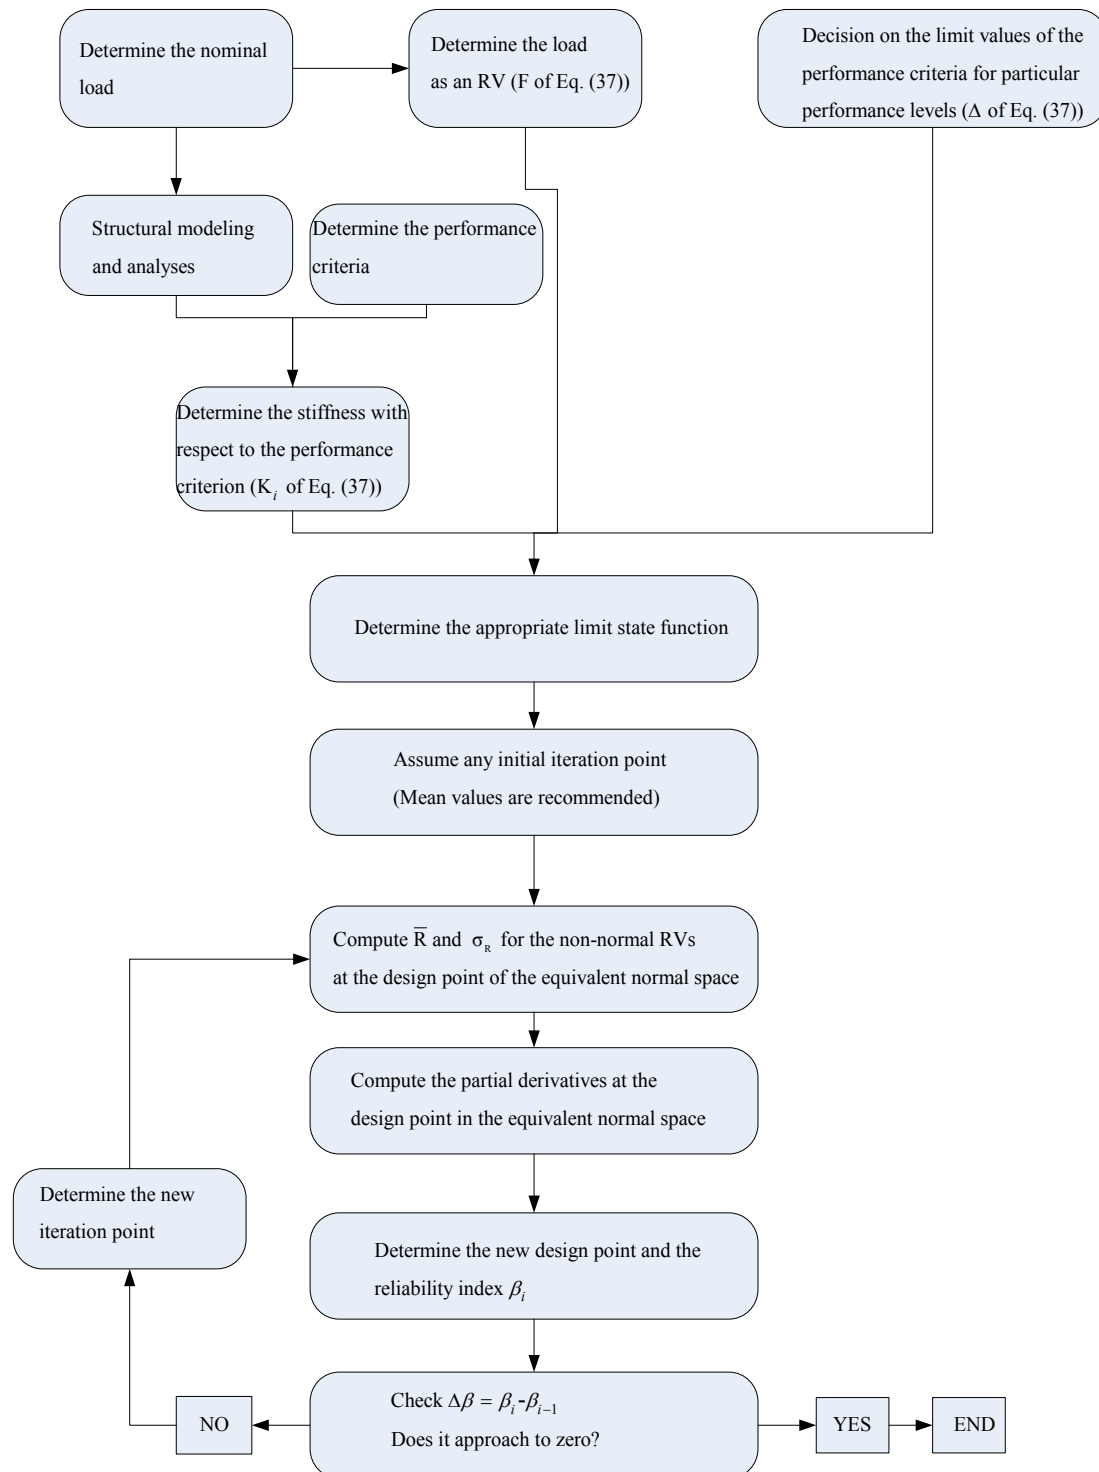 Determine the nominal
load
Determine the load
as an RV (F of Eq. (37))
Decision on the limit values of the
performance criteria for particular
performance levels (Δ of Eq. (37))
Structural modeling
and analyses
Determine the performance
criteria
Determine the stiffness with
respect to the performance
criterion (K_i of Eq. (37))
Determine the appropriate limit state function
Assume any initial iteration point
(Mean values are recommended)
Compute R̅ and σ_R for the non-normal RVs
at the design point of the equivalent normal space
Compute the partial derivatives at the
design point in the equivalent normal space
Determine the new
iteration point
Determine the new design point and the
reliability index β_i
Check Δβ = β_i-β_{i-1}
Does it approach to zero?
NO
YES
END